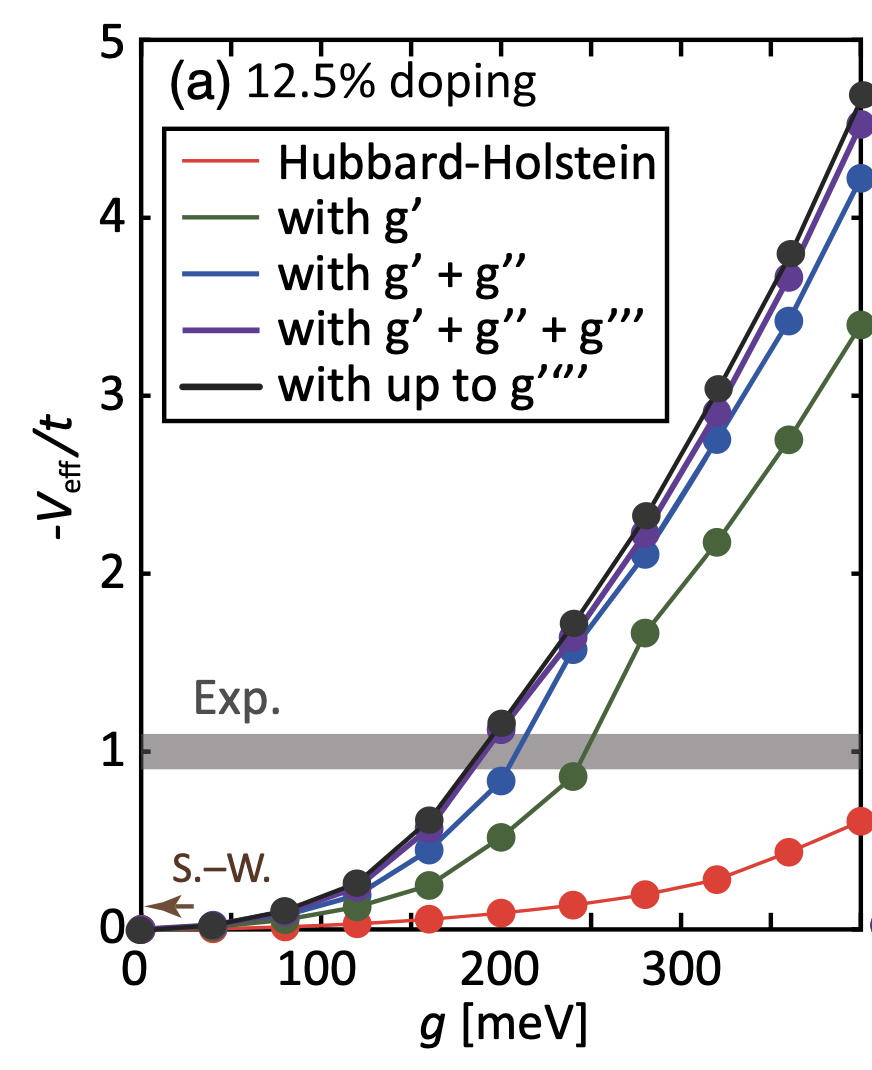 5
(a) 12.5% doping
Hubbard-Holstein
with g’
4
with g’ + g’’
with g’ + g’’ + g’’’
with up to g’“’’
3
-Veff/t
2
Exp.
1
S.–W.
0
0 100 200 300
g [meV]